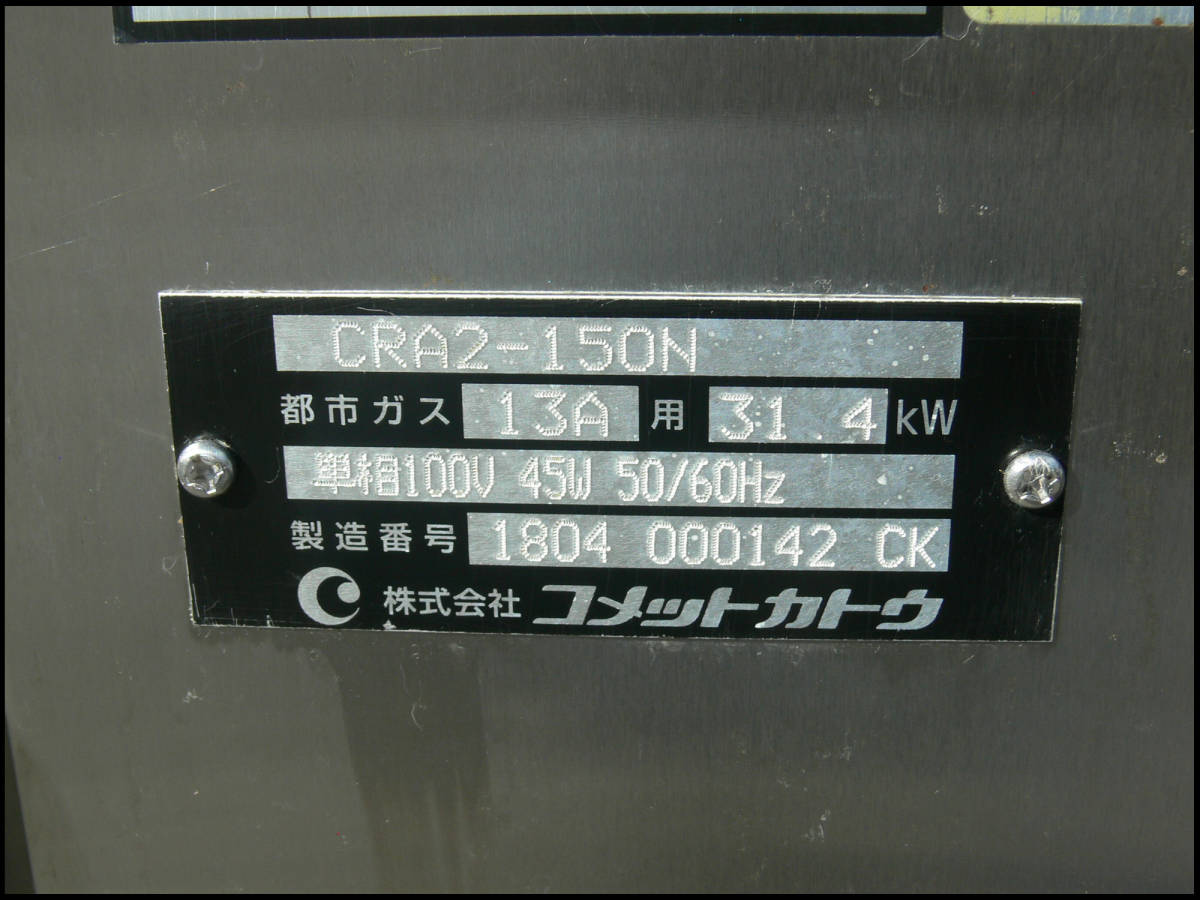 CRA2-150N
都市ガス 13A 用 31.4 kW
単相100V 45W 50/60Hz
製造番号 1804 000142 CK
株式会社 コメットカトウ